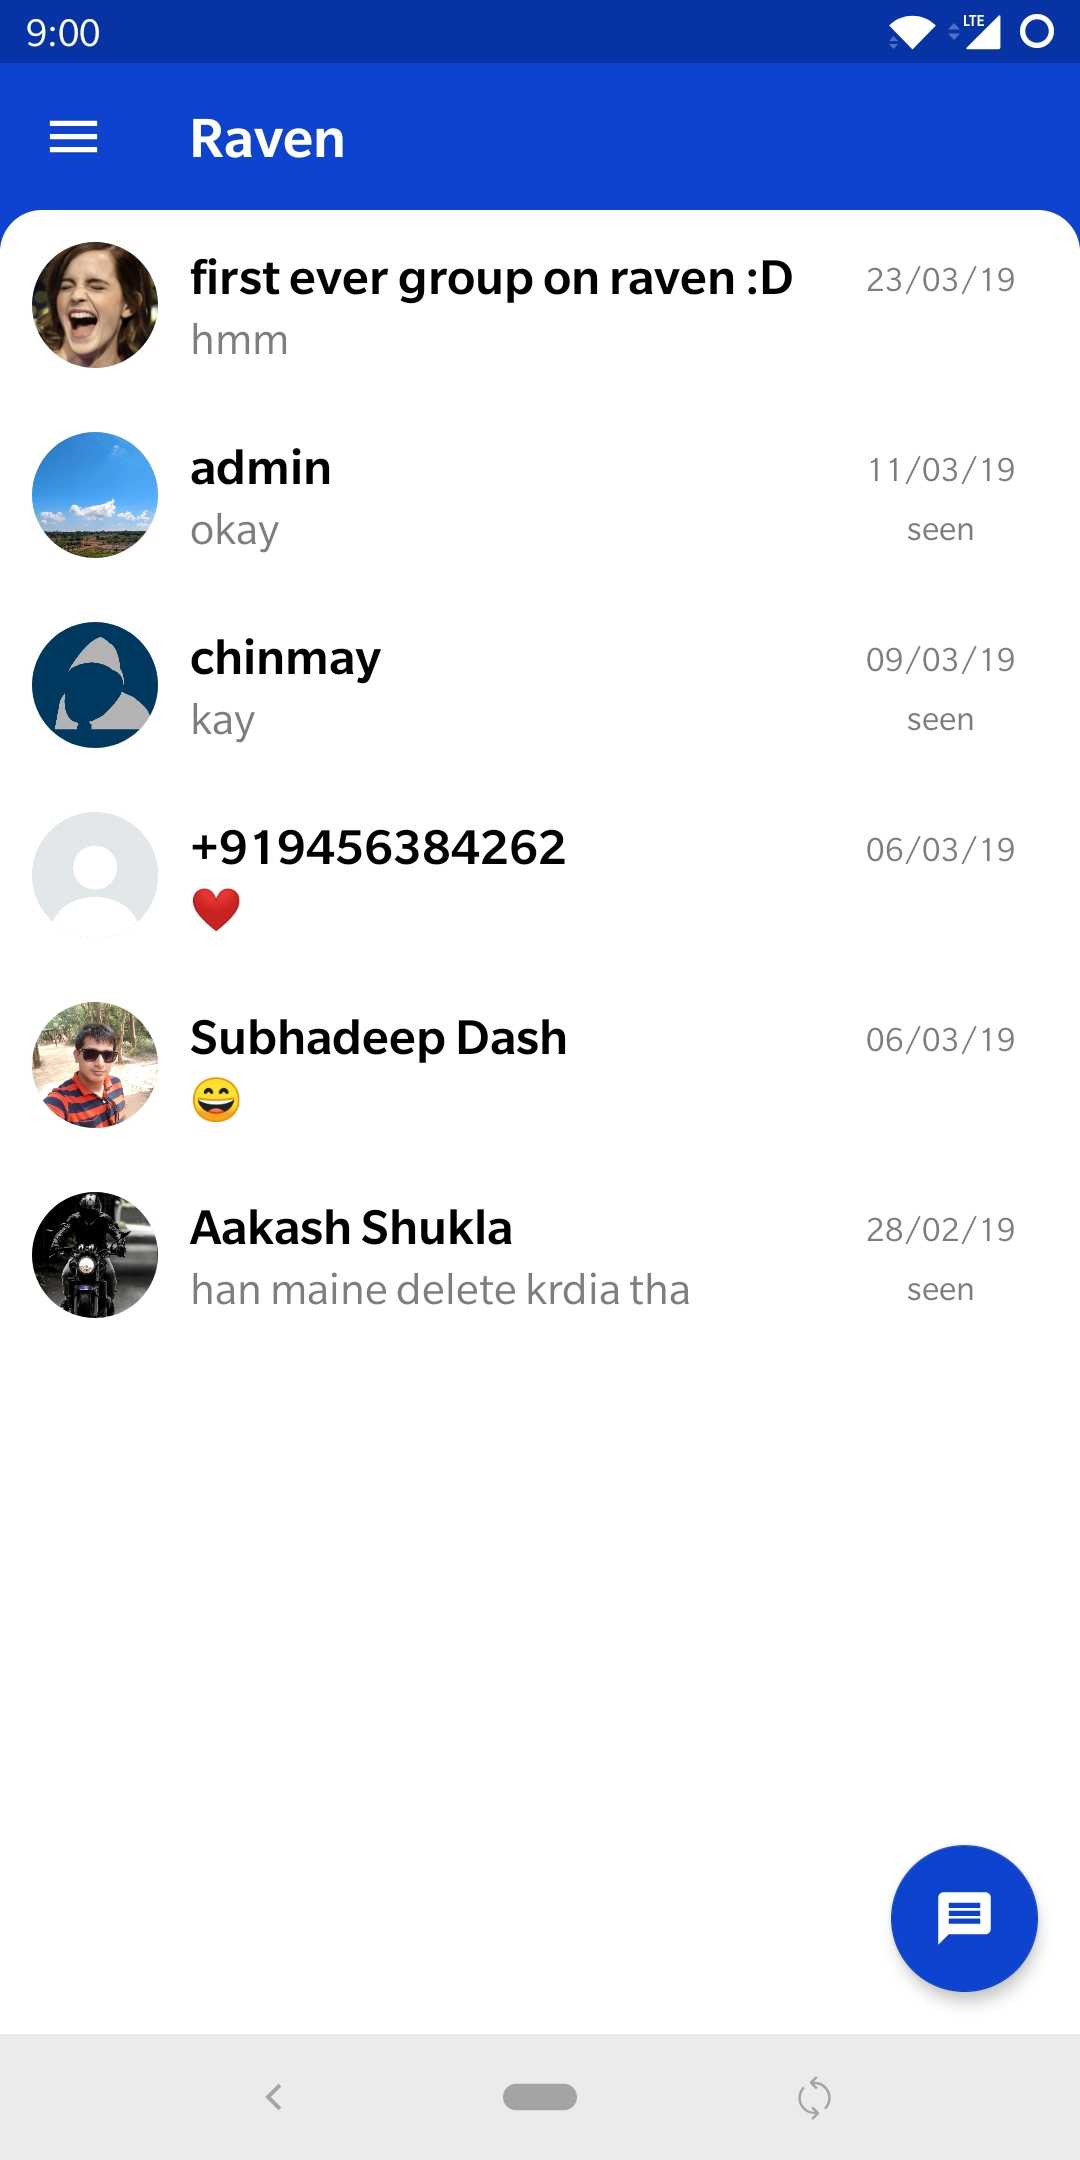 9:00
LTE
Raven
first ever group on raven :D
23/03/19
hmm
admin
11/03/19
okay
seen
chinmay
09/03/19
kay
seen
+919456384262
06/03/19
❤️
Subhadeep Dash
06/03/19
😄
Aakash Shukla
28/02/19
han maine delete krdia tha
seen